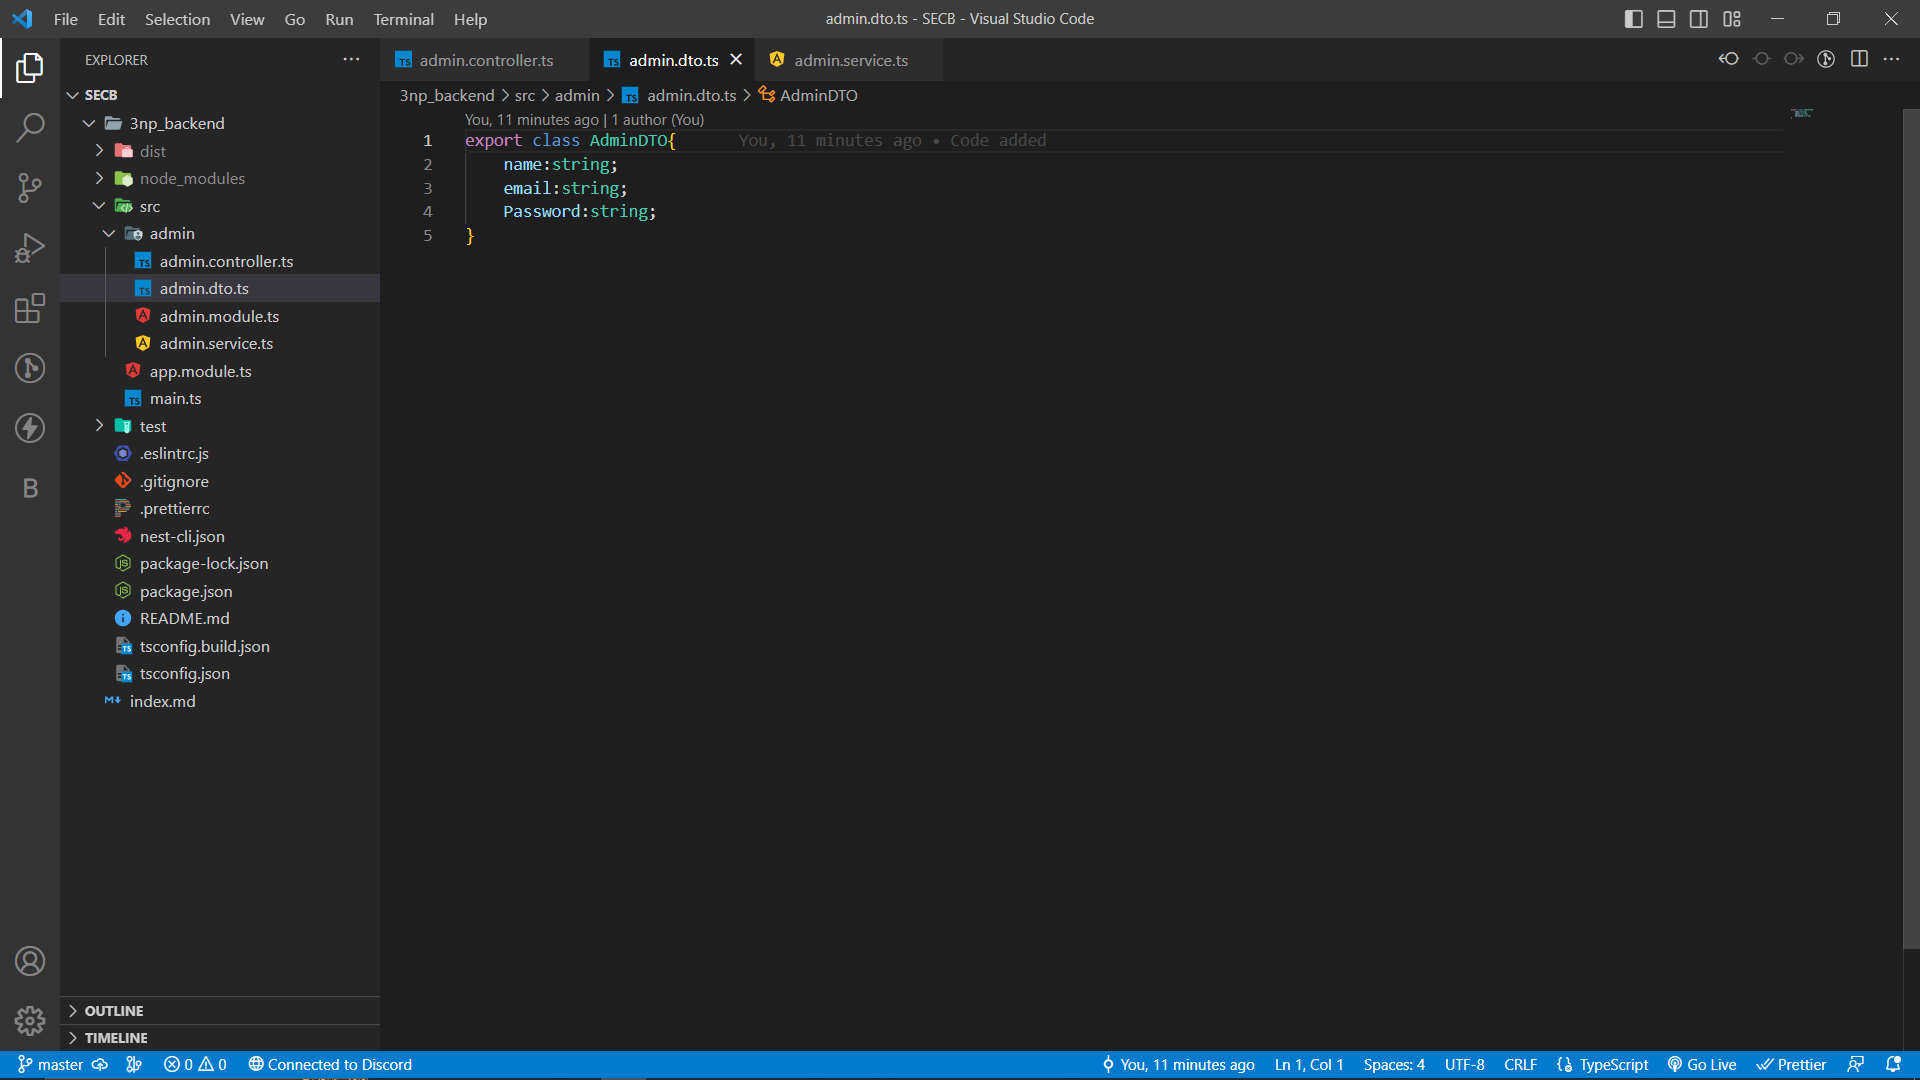 File Edit Selection View Go Run Terminal Help
admin.dto.ts - SECB - Visual Studio Code
EXPLORER
SECB
3np_backend
dist
node_modules
src
admin
admin.controller.ts
admin.dto.ts
admin.module.ts
admin.service.ts
app.module.ts
main.ts
test
.eslintrc.js
.gitignore
.prettierrc
nest-cli.json
package-lock.json
package.json
README.md
tsconfig.build.json
tsconfig.json
index.md
OUTLINE
TIMELINE
admin.controller.ts admin.dto.ts admin.service.ts
3np_backend > src > admin > admin.dto.ts > AdminDTO
You, 11 minutes ago | 1 author (You)
1 export class AdminDTO{ You, 11 minutes ago • Code added
2 name:string;
3 email:string;
4 Password:string;
5 }
master 0 0 Connected to Discord You, 11 minutes ago Ln 1, Col 1 Spaces: 4 UTF-8 CRLF TypeScript Go Live Prettier